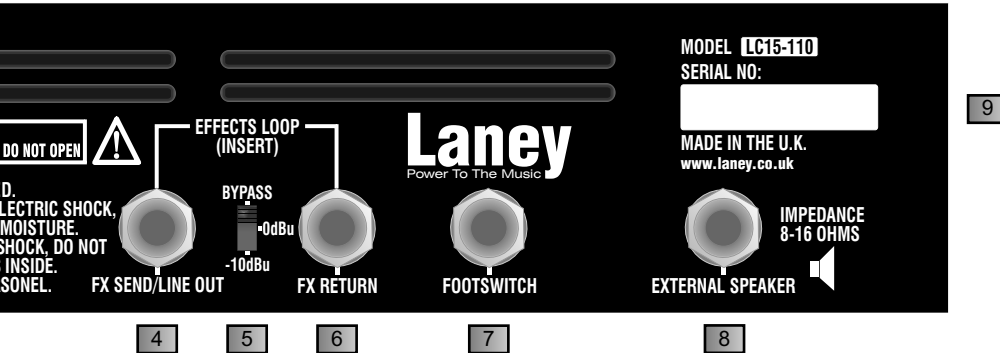 MODEL LC15-110
SERIAL NO:
MADE IN THE U.K.
www.laney.co.uk
9
DO NOT OPEN
EFFECTS LOOP
(INSERT)
Laney
Power To The Music
D.
LECTRIC SHOCK,
MOISTURE.
SHOCK, DO NOT
INSIDE.
SONEL.
BYPASS
0dBu
-10dBu
IMPEDANCE
8-16 OHMS
FX SEND/LINE OUT
FX RETURN
FOOTSWITCH
EXTERNAL SPEAKER
4
5
6
7
8